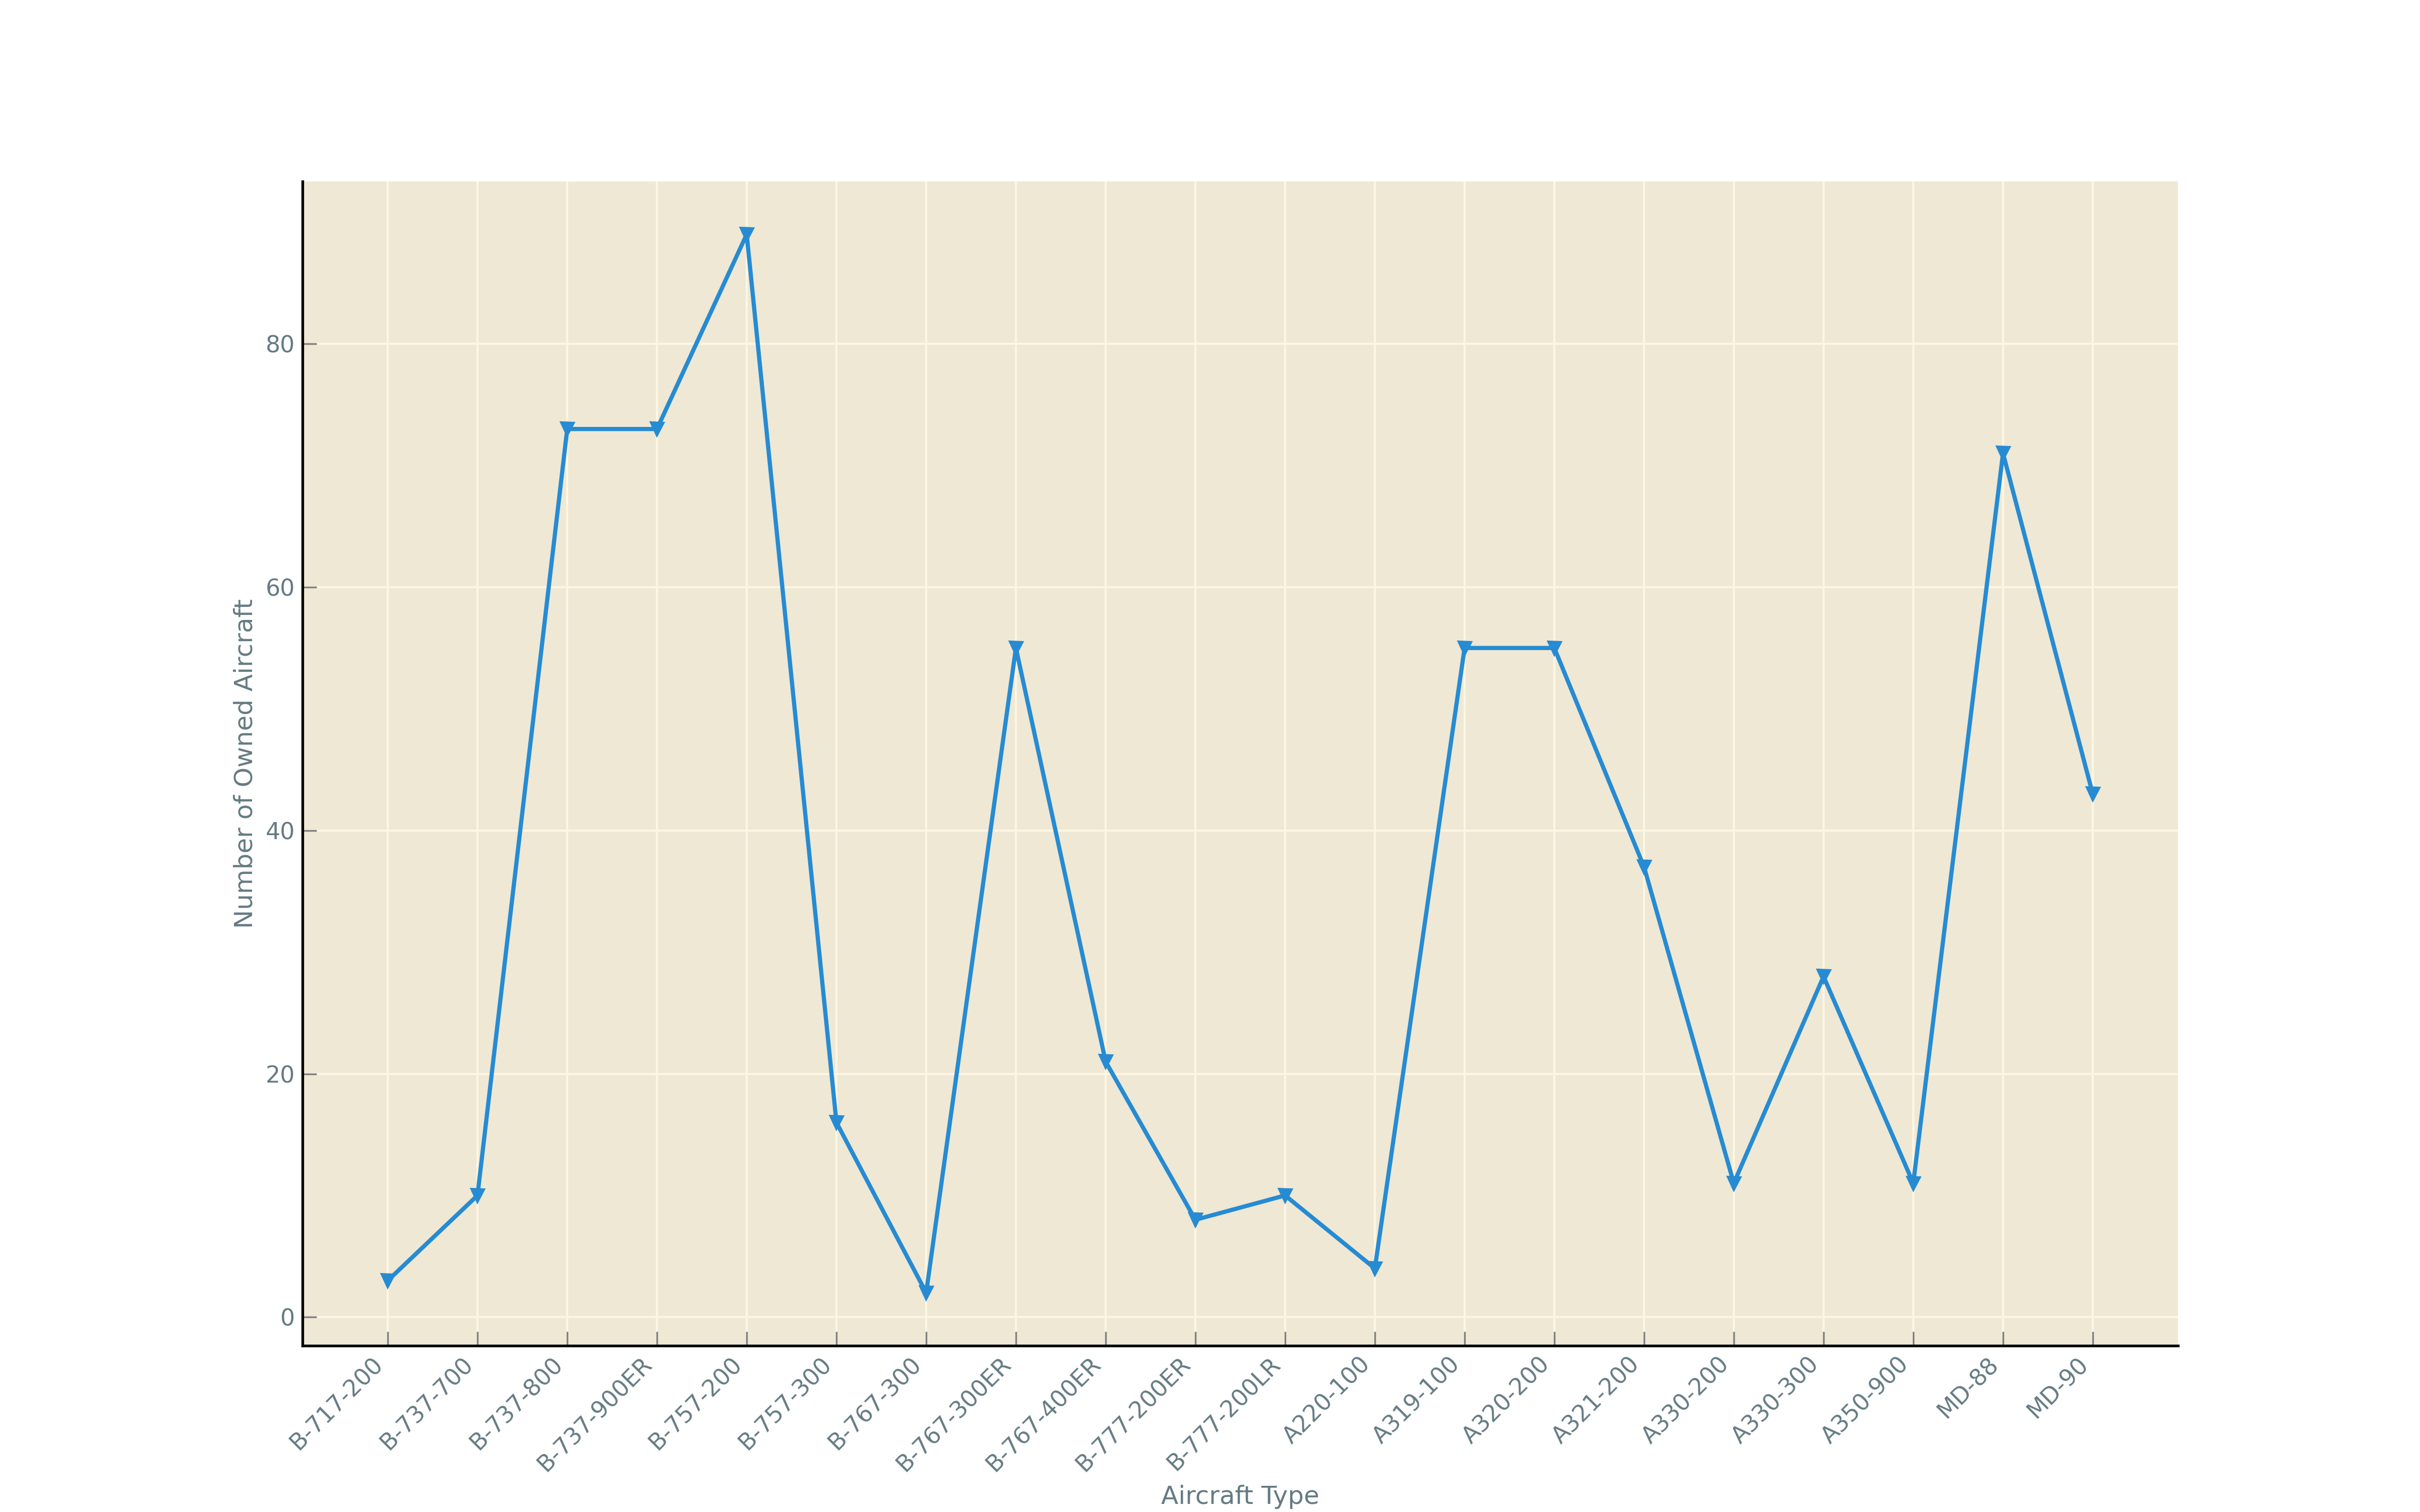 Number of Owned Aircraft
80
60
40
20
0
B-717-200
B-737-700
B-737-800
B-737-900ER
B-757-200
B-757-300
B-767-300
B-767-300ER
B-767-400ER
B-777-200ER
B-777-200LR
A220-100
A319-100
A320-200
A321-200
A330-200
A330-300
A350-900
MD-88
MD-90
Aircraft Type